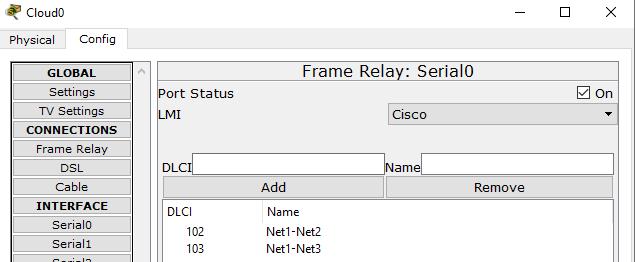 Cloud0
Physical Config
GLOBAL
Settings
TV Settings
CONNECTIONS
Frame Relay
DSL
Cable
INTERFACE
Serial0
Serial1
Frame Relay: Serial0
Port Status On
LMI Cisco
DLCI Name
Add Remove
DLCI Name
102 Net1-Net2
103 Net1-Net3